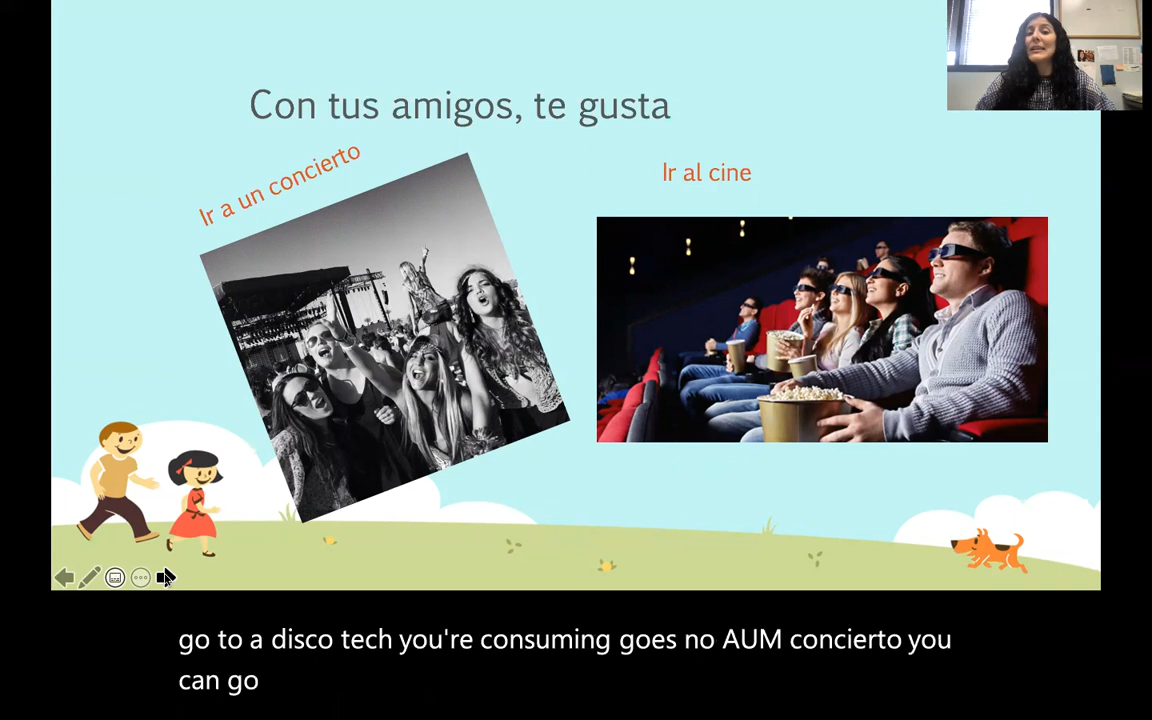 Con tus amigos, te gusta
Ir a un concierto
Ir al cine
go to a disco tech you're consuming goes no AUM concierto you
can go